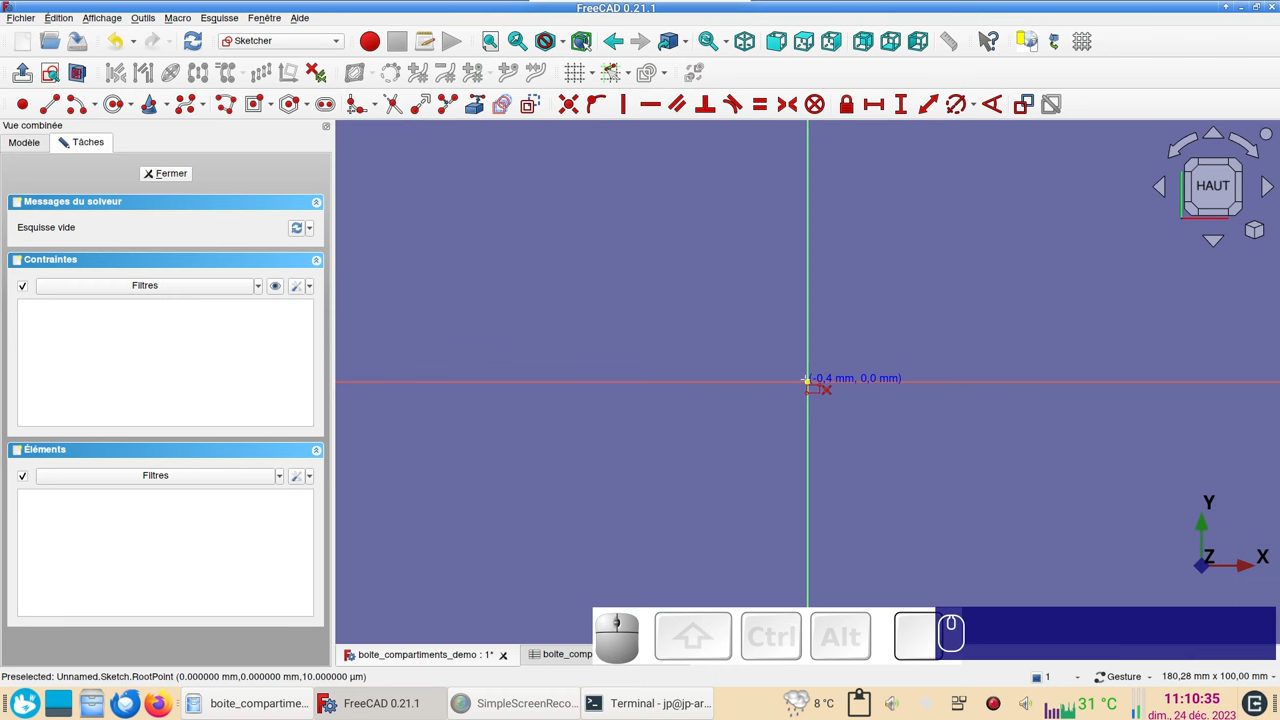 FreeCAD 0.21.1
Fichier Édition Affichage Outils Macro Esquisse Fenêtre Aide
Sketcher
Vue combinée
Modèle Tâches
Fermer
Messages du solveur
Esquisse vide
Contraintes
Filtres
Éléments
Filtres
HAUT
(-0,4 mm, 0,0 mm)
Y
Z
X
Ctrl Alt
boite_compartiments_demo : 1*
boite_comp
Preselected: Unnamed.Sketch.RootPoint (0.000000 mm,0.000000 mm,10.000000 µm)
1
Gesture
180,28 mm x 100,00 mm
boite_compartime...
FreeCAD 0.21.1
SimpleScreenReco...
Terminal - jp@jp-ar...
8°C
31 °C
11:10:35
dim., 24 déc. 2023